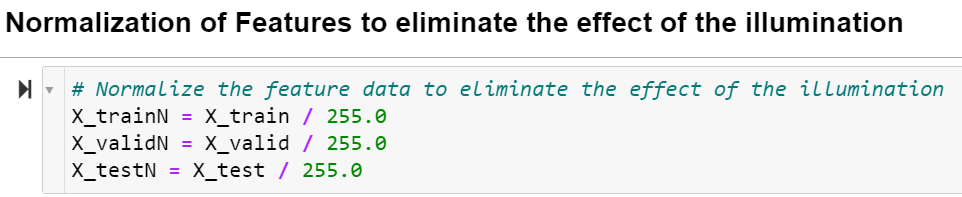 Normalization of Features to eliminate the effect of the illumination
# Normalize the feature data to eliminate the effect of the illumination
X_trainN = X_train / 255.0
X_validN = X_valid / 255.0
X_testN = X_test / 255.0